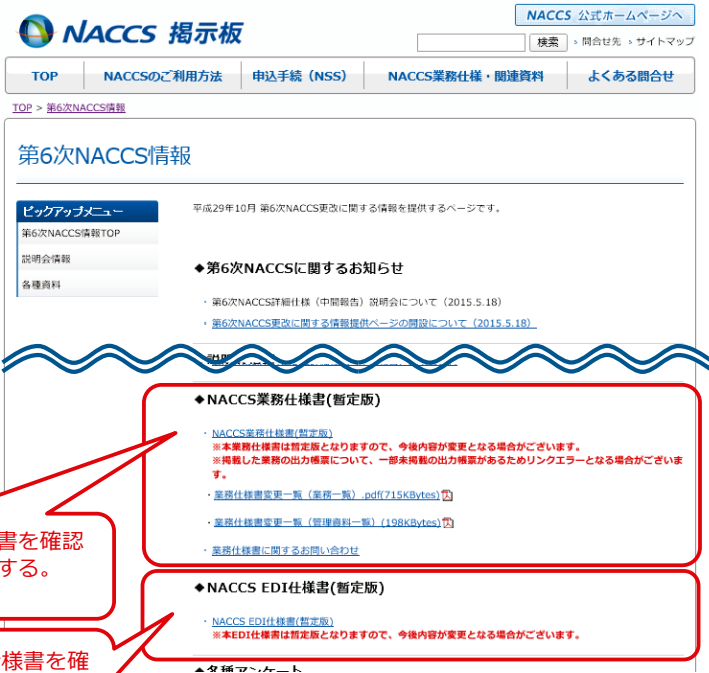 NACCS 公式ホームページへ
NACCS 掲示板
検索 › 問合せ先 › サイトマップ
TOP NACCSのご利用方法 申込手続（NSS） NACCS業務仕様・関連資料 よくある問合せ
TOP > 第6次NACCS情報
第6次NACCS情報
ピックアップメニュー
第6次NACCS情報TOP
説明会情報
各種資料
平成29年10月 第6次NACCS更改に関する情報を提供するページです。
◆第6次NACCSに関するお知らせ
・第6次NACCS詳細仕様（中間報告）説明会について（2015.5.18）
・第6次NACCS更改に関する情報提供ページの開設について（2015.5.18）
◆NACCS業務仕様書(暫定版)
・NACCS業務仕様書(暫定版)
※本業務仕様書は暫定版となりますので、今後内容が変更となる場合がございます。
※掲載した業務の出力帳票について、一部未掲載の出力帳票があるためリンクエラーとなる場合がございま
す。
・業務仕様書変更一覧（業務一覧）.pdf(715KBytes)
・業務仕様書変更一覧（管理資料一覧）(198KBytes)
・業務仕様書に関するお問い合わせ
書を確認
する。
◆NACCS EDI仕様書(暫定版)
・NACCS EDI仕様書(暫定版)
※本EDI仕様書は暫定版となりますので、今後内容が変更となる場合がございます。
様書を確
◆各種アンケート